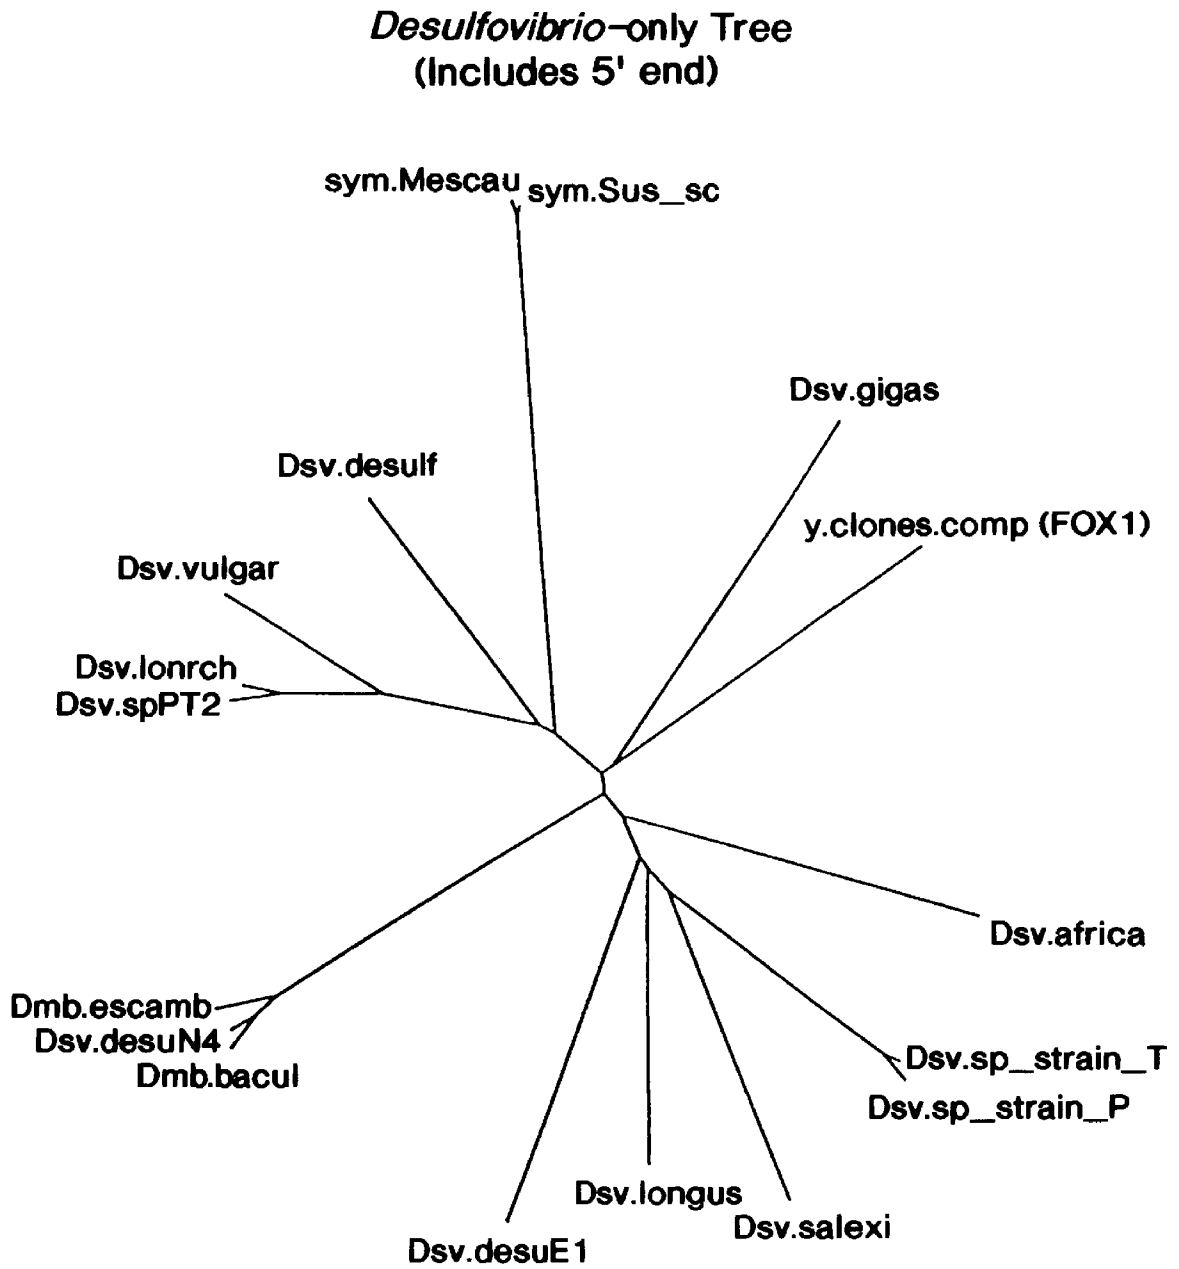 Desulfovibrio-only Tree
(Includes 5' end)
sym.Mescau
sym.Sus_sc
Dsv.gigas
Dsv.desulf
y.clones.comp (FOX1)
Dsv.vulgar
Dsv.lonrch
Dsv.spPT2
Dsv.africa
Dmb.escamb
Dsv.desuN4
Dmb.bacul
Dsv.sp_strain_T
Dsv.sp_strain_P
Dsv.longus
Dsv.salexi
Dsv.desuE1